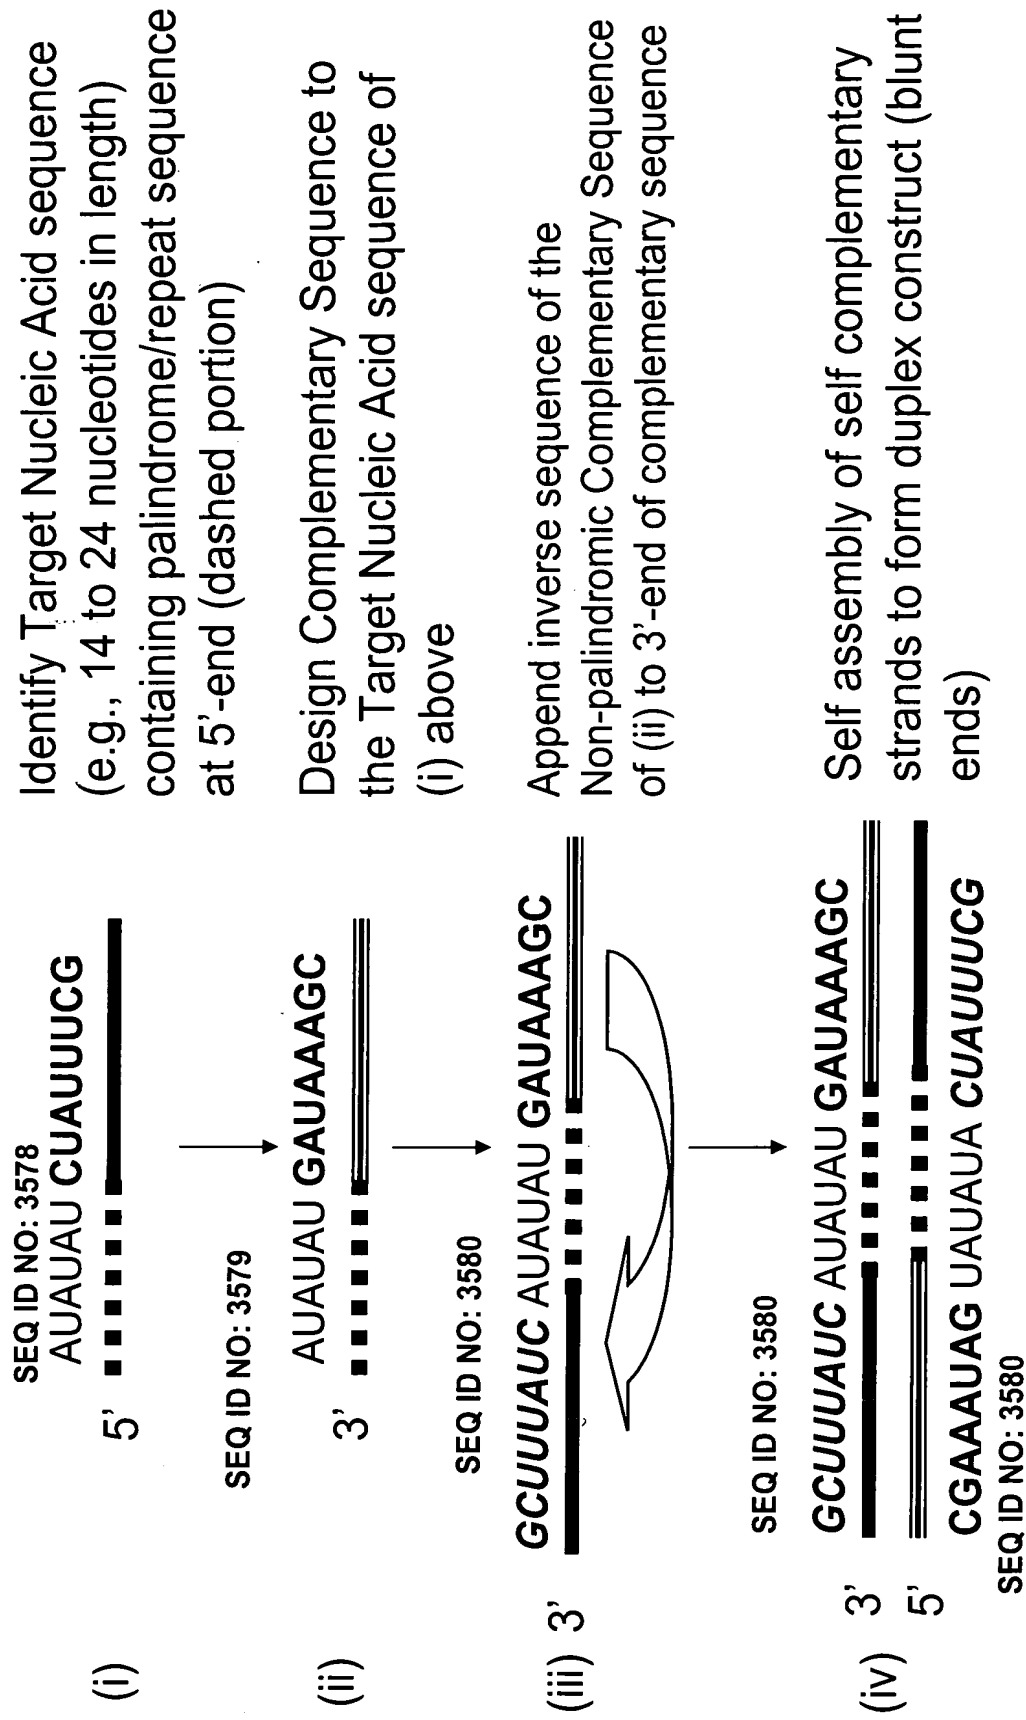 SEQ ID NO: 3578
AUAUAU CUAUUUCG
(i) 5’
Identify Target Nucleic Acid sequence
(e.g., 14 to 24 nucleotides in length)
containing palindrome/repeat sequence
at 5’-end (dashed portion)
SEQ ID NO: 3579
AUAUAU GAUAAAGC
(ii) 3’
Design Complementary Sequence to
the Target Nucleic Acid sequence of
(i) above
SEQ ID NO: 3580
GCUUUAUC AUAUAU GAUAAAGC
(iii) 3’
Append inverse sequence of the
Non-palindromic Complementary Sequence
of (ii) to 3’-end of complementary sequence
SEQ ID NO: 3580
GCUUUAUC AUAUAU GAUAAAGC
(iv) 3’
5’
CGAAAUAG UAUAUA CUAUUUCG
SEQ ID NO: 3580
Self assembly of self complementary
strands to form duplex construct (blunt
ends)